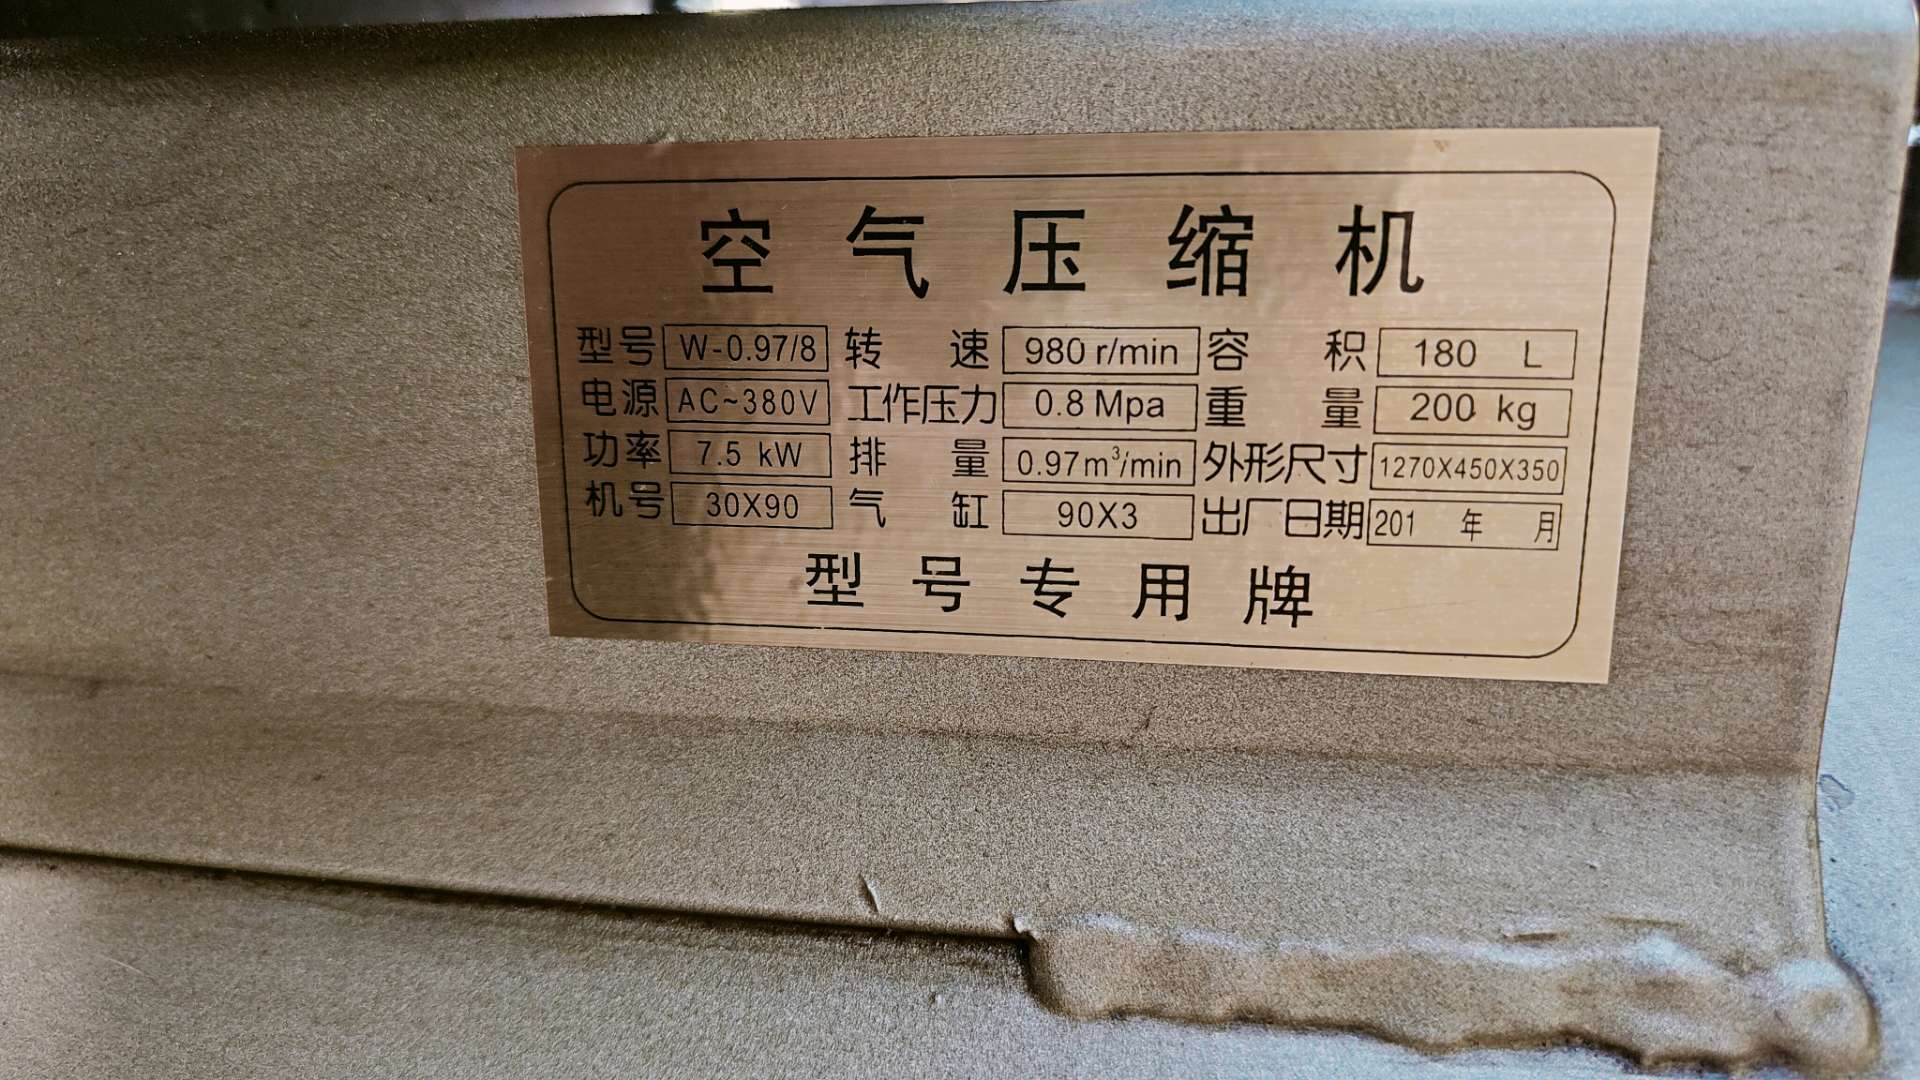 空气压缩机
型号 W-0.97/8 转速 980 r/min 容积 180 L
电源 AC~380V 工作压力 0.8 Mpa 重量 200 kg
功率 7.5 kW 排量 0.97m³/min 外形尺寸 1270X450X350
机号 30X90 气缸 90X3 出厂日期 201 年 月
型号专用牌